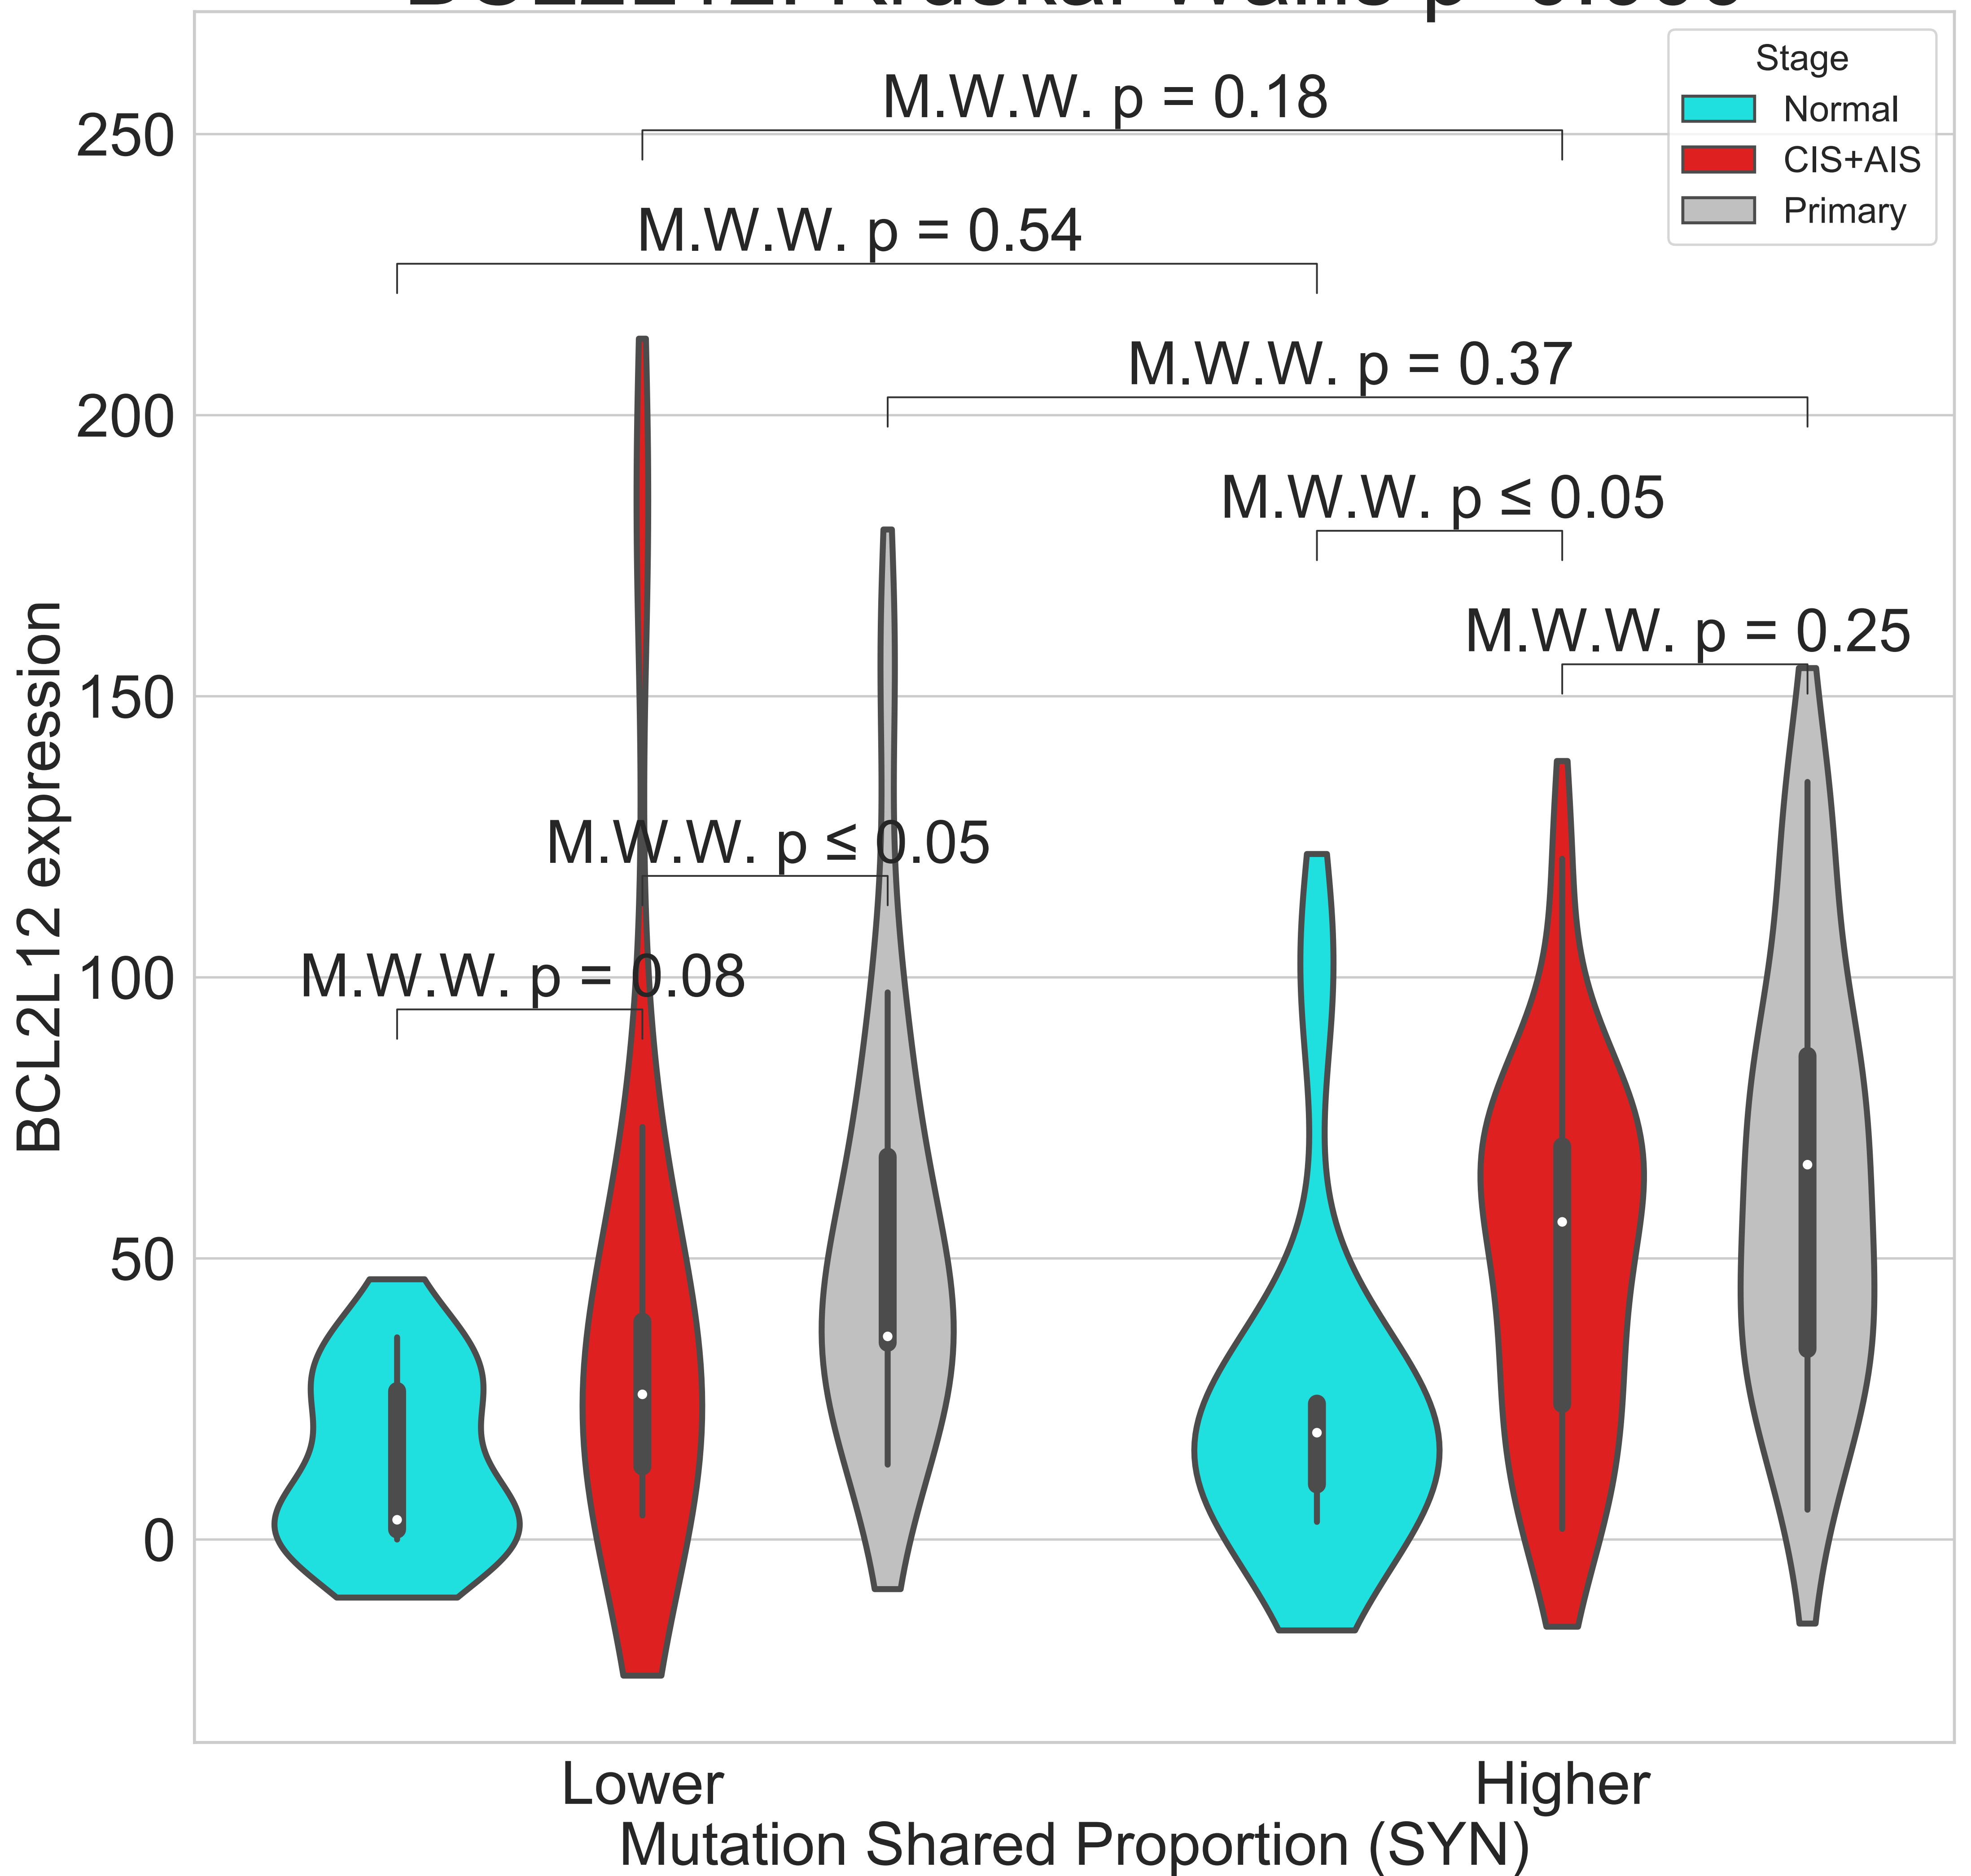 Stage
Normal
CIS+AIS
Primary
M.W.W. p = 0.18
M.W.W. p = 0.54
M.W.W. p = 0.37
M.W.W. p ≤ 0.05
M.W.W. p = 0.25
M.W.W. p ≤ 0.05
M.W.W. p = 0.08
250
200
150
100
50
0
BCL2L12 expression
Lower
Higher
Mutation Shared Proportion (SYN)